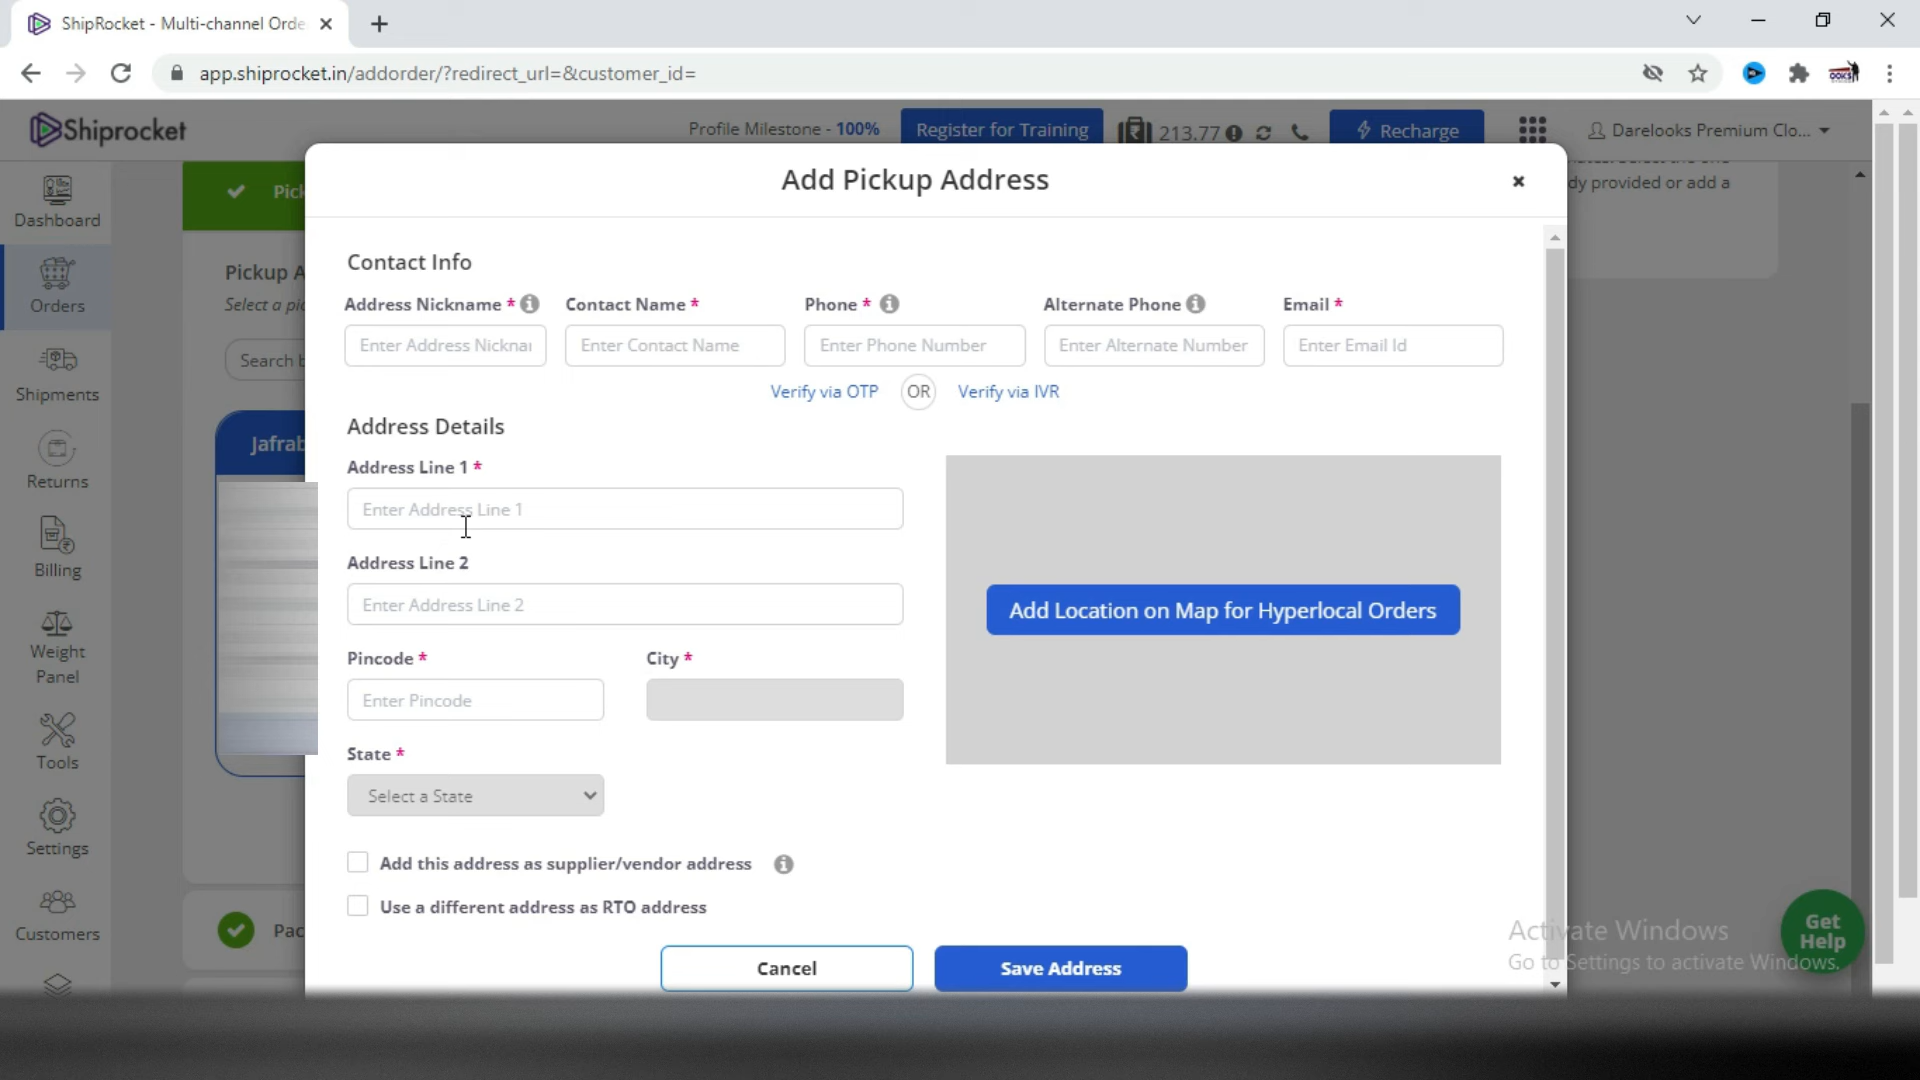 ShipRocket - Multi-channel Orde
app.shiprocket.in/addorder/?redirect_url=&customer_id=
Shiprocket
Profile Milestone - 100%
Register for Training
213.77
Recharge
Darelooks Premium Clo...
dy provided or add a
Dashboard
Orders
Shipments
Returns
Billing
Weight
Panel
Tools
Settings
Customers
Pick
Pickup A
Select a pic
Search b
Jafrab
Pac
Add Pickup Address
Contact Info
Address Nickname *
Contact Name *
Phone *
Alternate Phone
Email *
Enter Address Nicknar
Enter Contact Name
Enter Phone Number
Enter Alternate Number
Enter Email Id
Verify via OTP
OR
Verify via IVR
Address Details
Address Line 1 *
Enter Address Line 1
Address Line 2
Enter Address Line 2
Pincode *
City *
Enter Pincode
State *
Select a State
Add Location on Map for Hyperlocal Orders
Add this address as supplier/vendor address
Use a different address as RTO address
Cancel
Save Address
Activate Windows
Go to Settings to activate Windows.
Get
Help